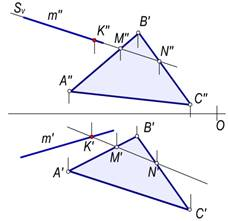 Sv m" K" M" B' N"
A" C"
O
m' K' M' B' N'
A' C'